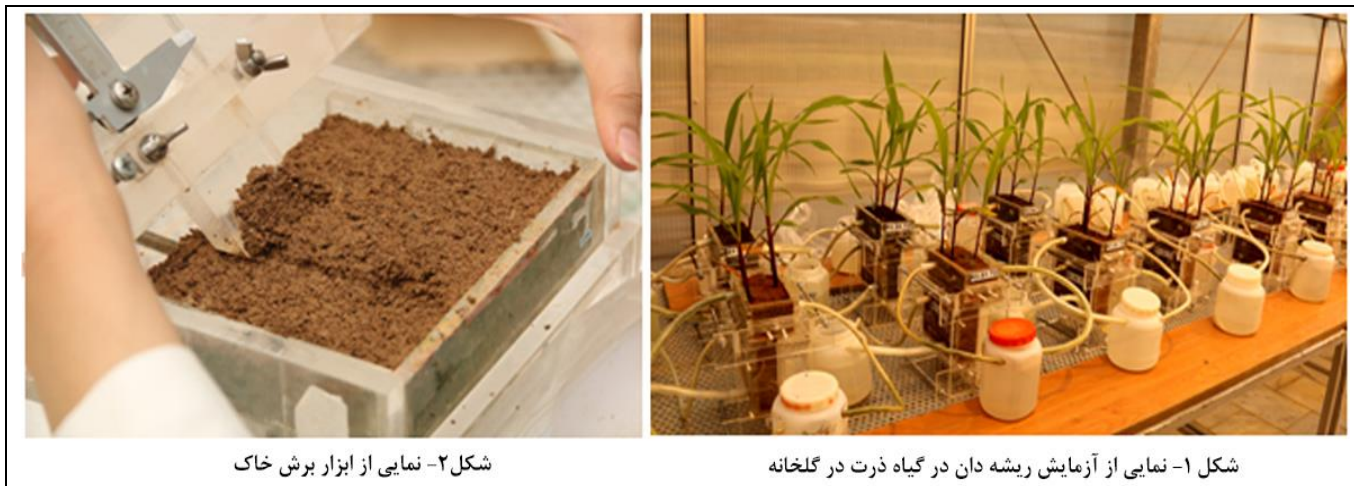 شکل ۱- نمایی از آزمایش ریشه دان در گیاه ذرت در گلخانه
شکل۲- نمایی از ابزار برش خاک